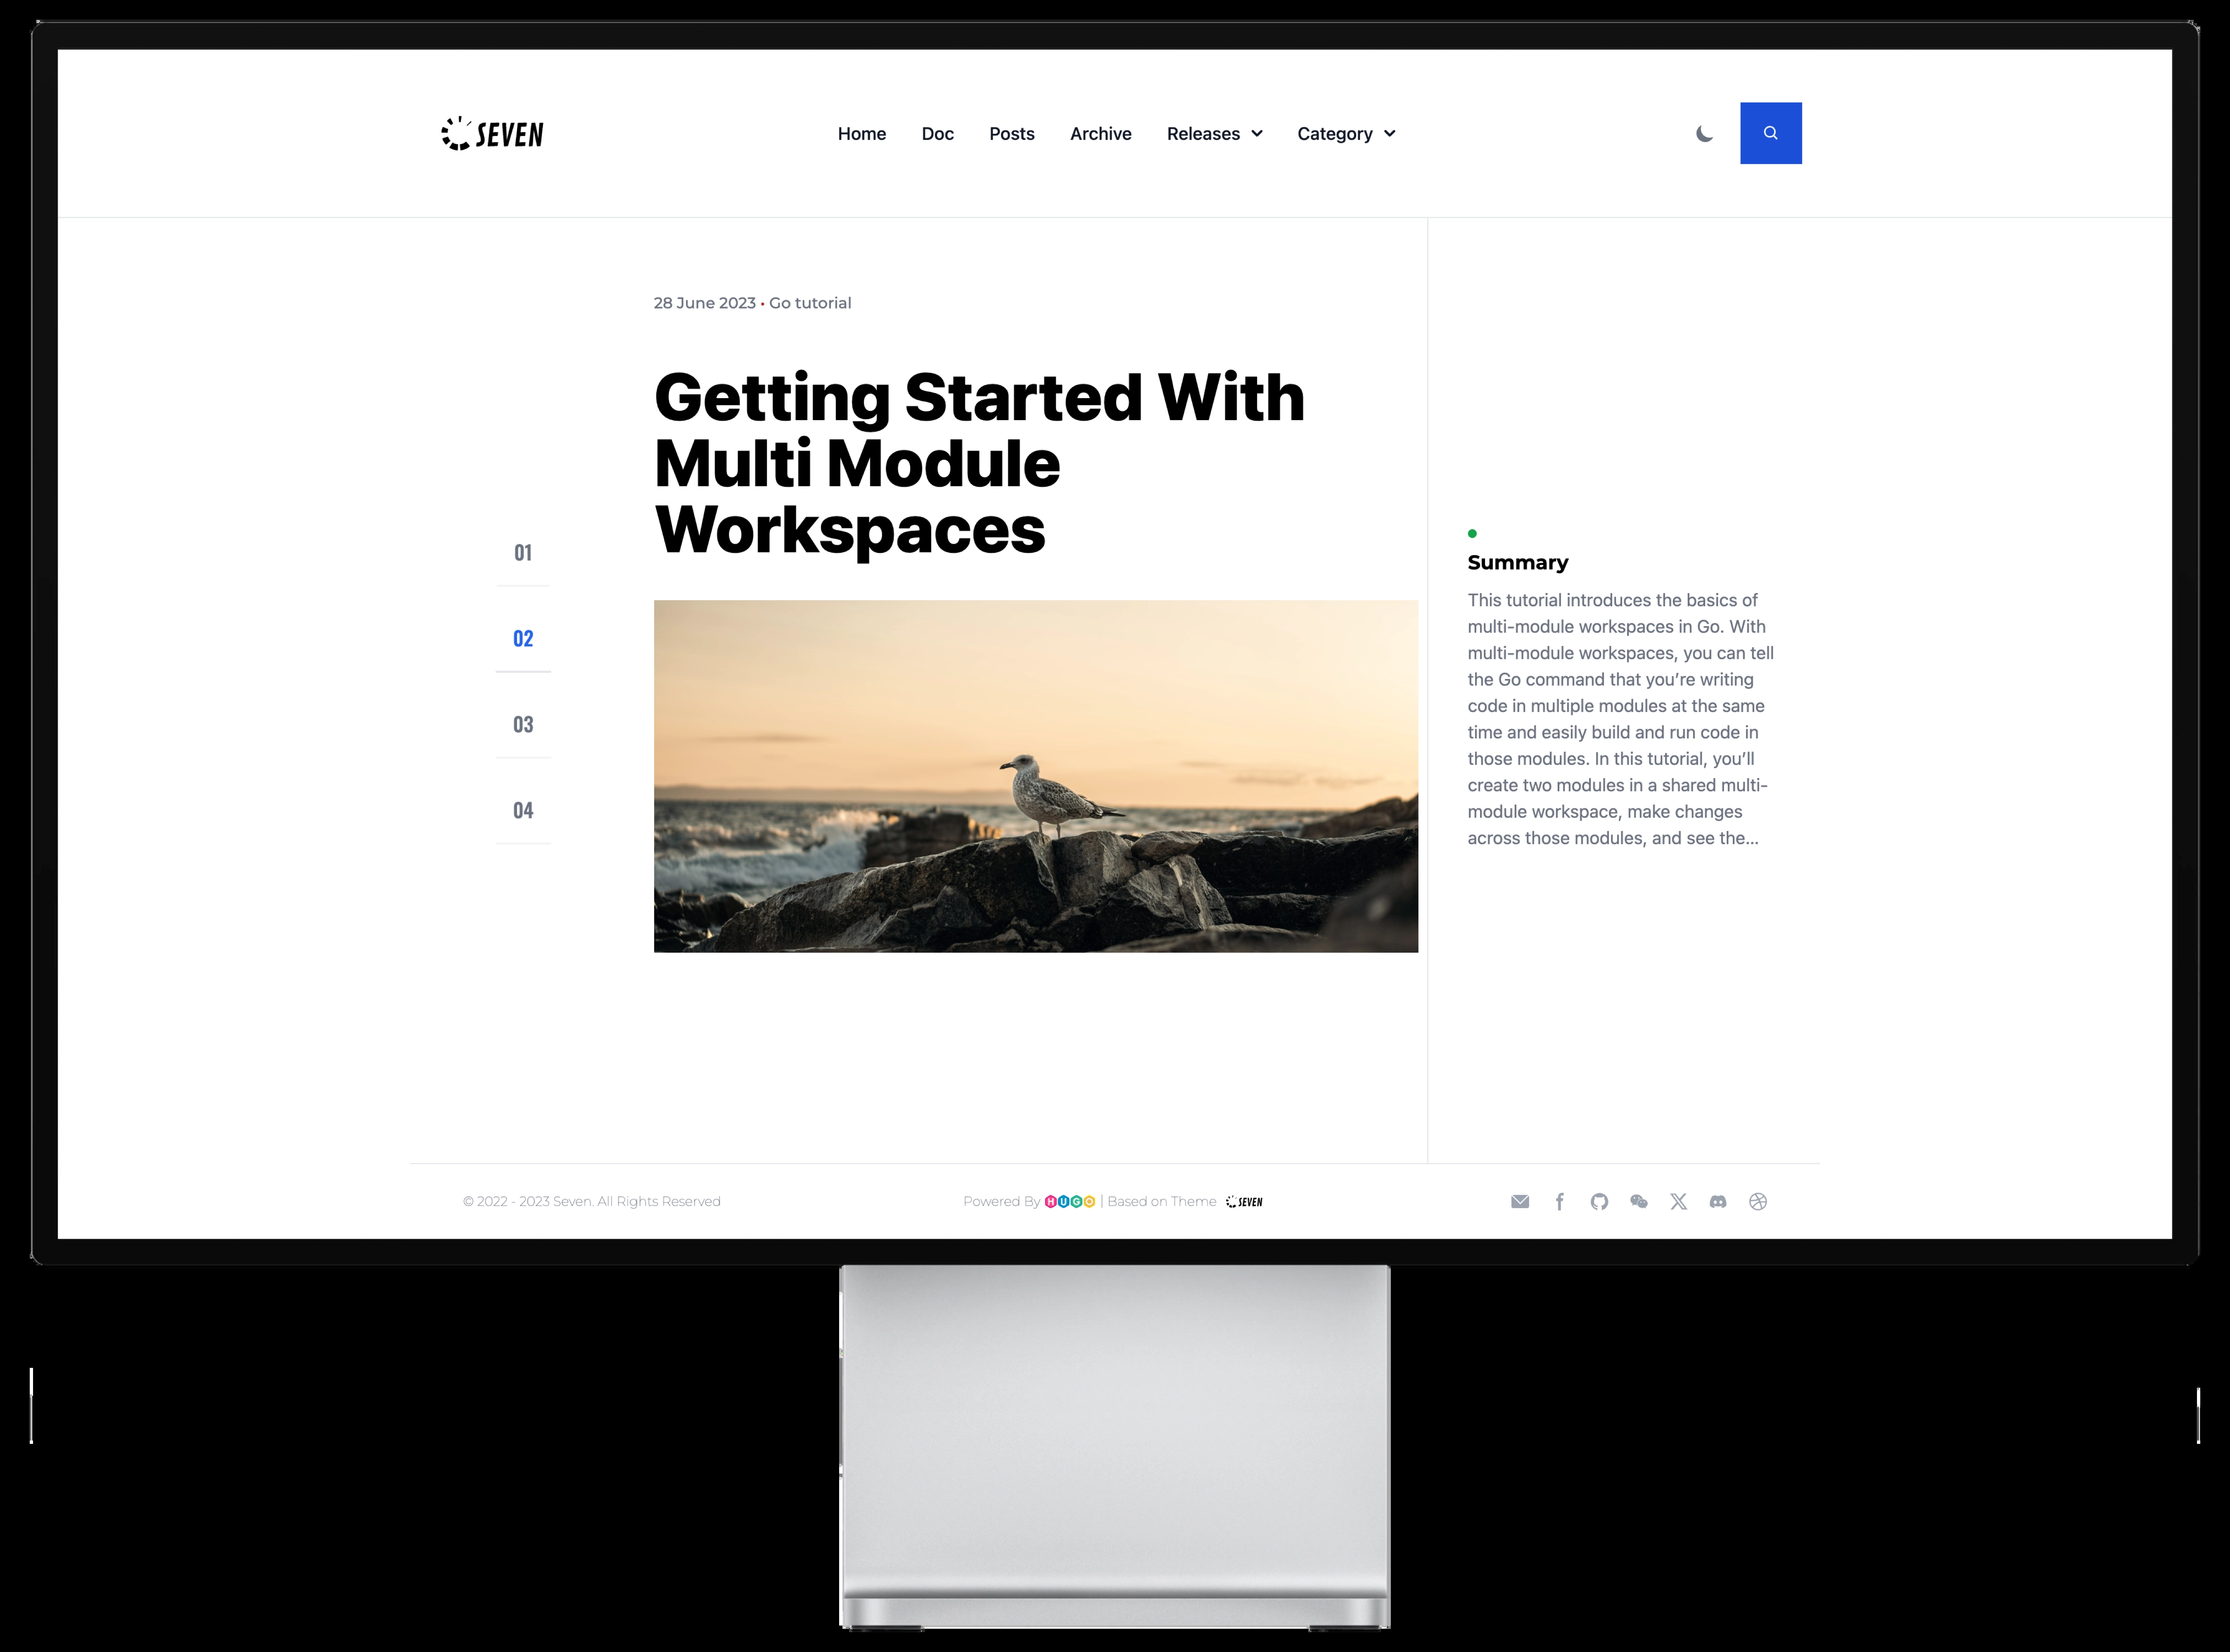 SEVEN
Home Doc Posts Archive Releases Category
28 June 2023 • Go tutorial
Getting Started With
Multi Module
Workspaces
01
02
03
04
Summary
This tutorial introduces the basics of
multi-module workspaces in Go. With
multi-module workspaces, you can tell
the Go command that you’re writing
code in multiple modules at the same
time and easily build and run code in
those modules. In this tutorial, you’ll
create two modules in a shared multi-
module workspace, make changes
across those modules, and see the...
© 2022 - 2023 Seven. All Rights Reserved
Powered By HUGO | Based on Theme SEVEN